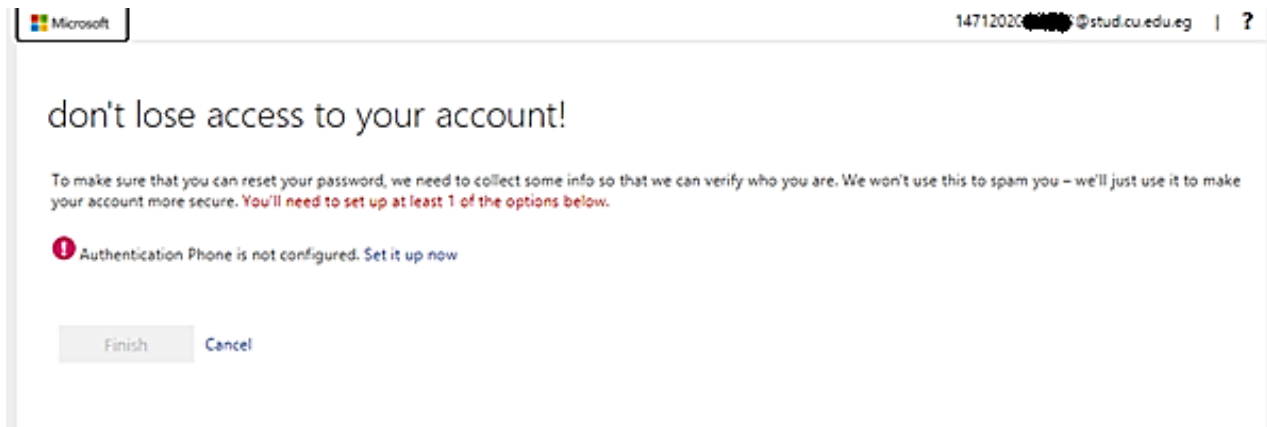 Microsoft
14712020 @stud.cu.edu.eg | ?
don't lose access to your account!
To make sure that you can reset your password, we need to collect some info so that we can verify who you are. We won't use this to spam you – we'll just use it to make
your account more secure. You'll need to set up at least 1 of the options below.
! Authentication Phone is not configured. Set it up now
Finish Cancel